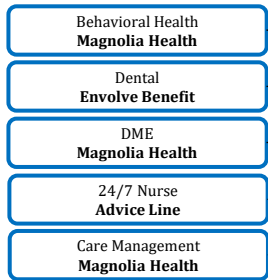 Behavioral Health
Magnolia Health
Dental
Envolve Benefit
DME
Magnolia Health
24/7 Nurse
Advice Line
Care Management
Magnolia Health